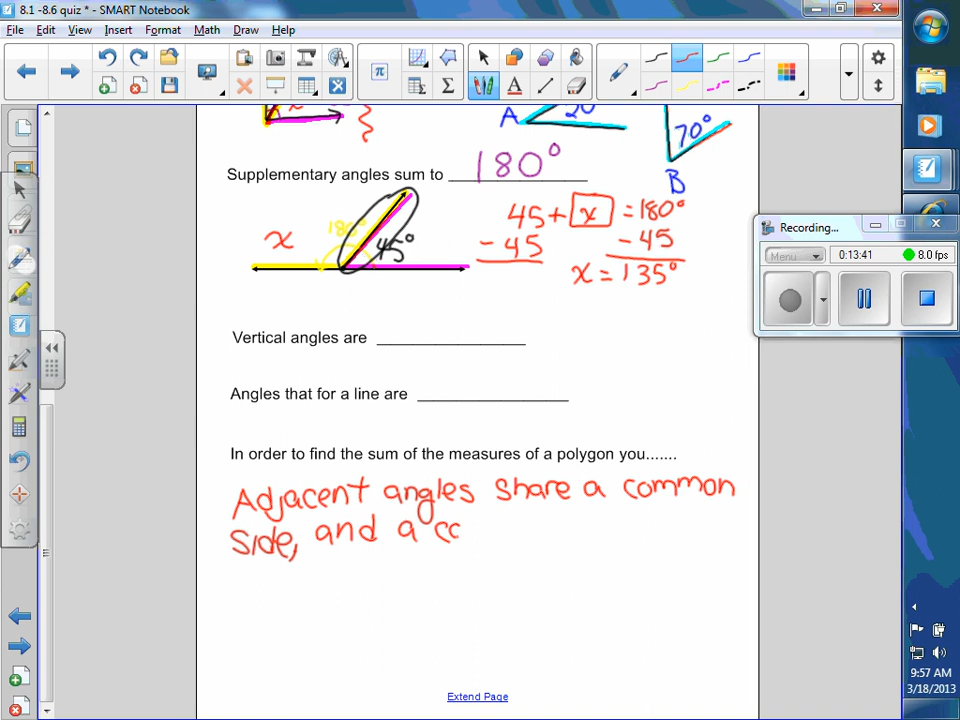 8.1 -8.6 quiz * - SMART Notebook
File Edit View Insert Format Math Draw Help
A
70°
B
Supplementary angles sum to 180°
x 180° 45°
45 + x = 180°
- 45 - 45
x = 135°
Recording...
Menu 0:13:41 8.0 fps
Vertical angles are
Angles that for a line are
In order to find the sum of the measures of a polygon you.......
Adjacent angles share a common
side, and a co
Extend Page
9:57 AM
3/18/2013